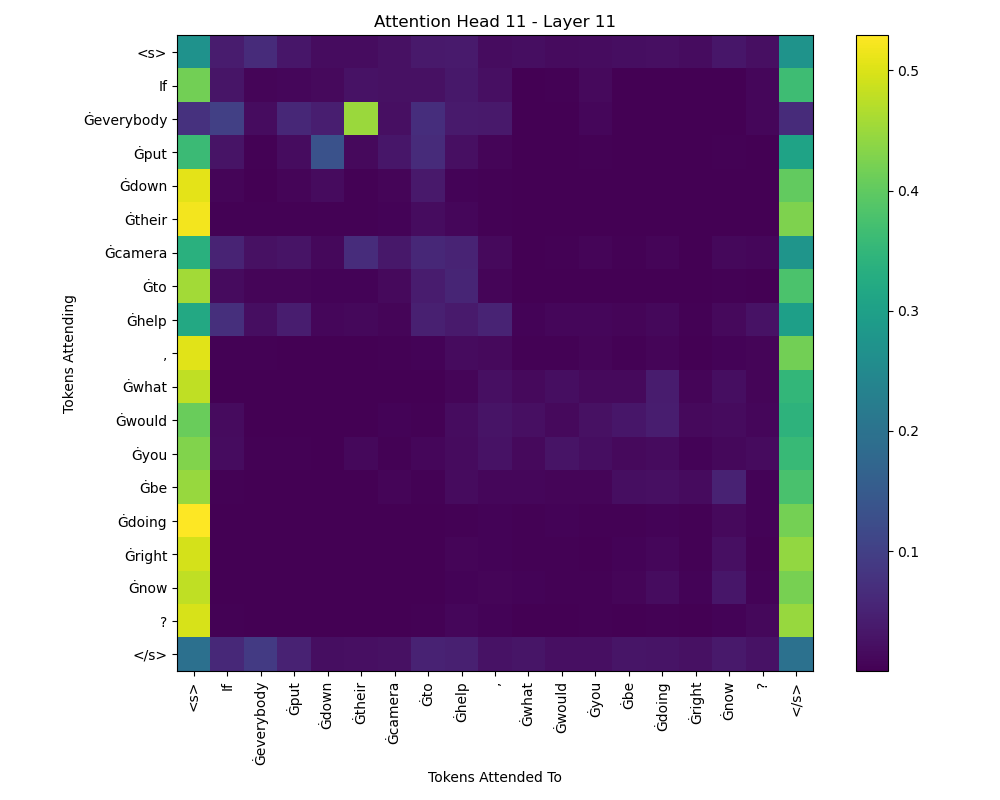 Attention Head 11 - Layer 11
Tokens Attending
<s>
If
Ġeverybody
Ġput
Ġdown
Ġtheir
Ġcamera
Ġto
Ġhelp
,
Ġwhat
Ġwould
Ġyou
Ġbe
Ġdoing
Ġright
Ġnow
?
</s>
<s>
If
Ġeverybody
Ġput
Ġdown
Ġtheir
Ġcamera
Ġto
Ġhelp
,
Ġwhat
Ġwould
Ġyou
Ġbe
Ġdoing
Ġright
Ġnow
?
</s>
Tokens Attended To
0.5
0.4
0.3
0.2
0.1